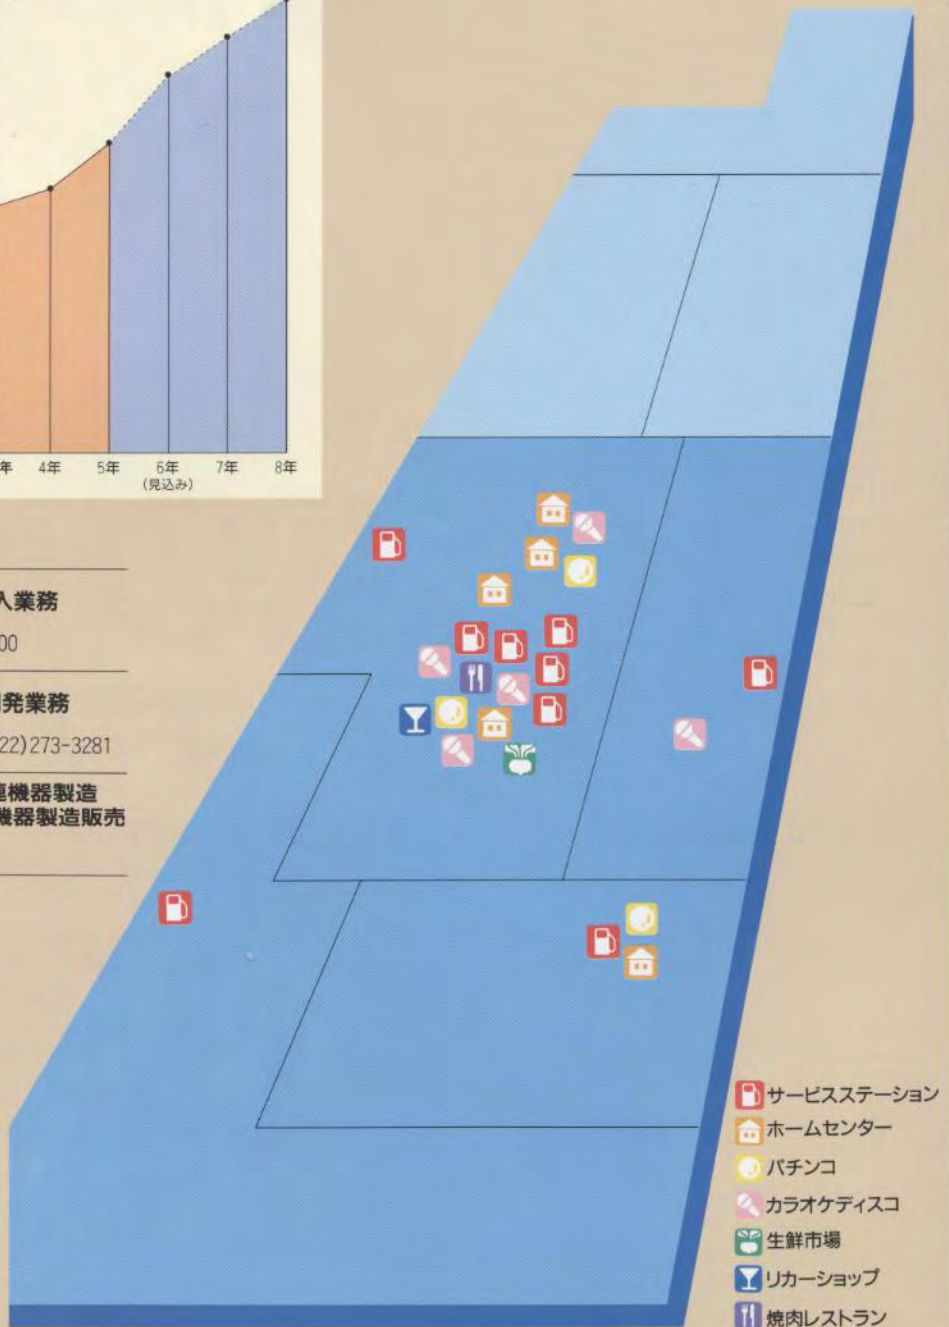 年 4年 5年 6年 7年 8年
(見込み)
入業務
00
発業務
22)273-3281
機器製造
機器製造販売
サービスステーション
ホームセンター
パチンコ
カラオケディスコ
生鮮市場
リカーショップ
焼肉レストラン